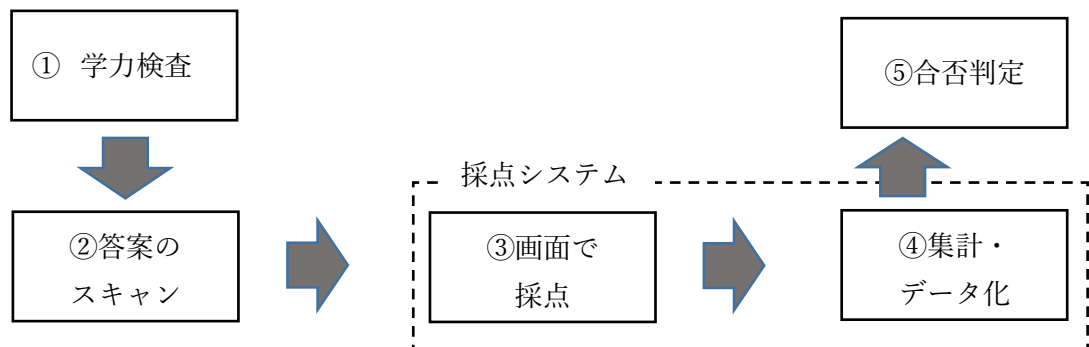 ① 学力検査
②答案の
スキャン
採点システム
③画面で
採点
④集計・
データ化
⑤合否判定